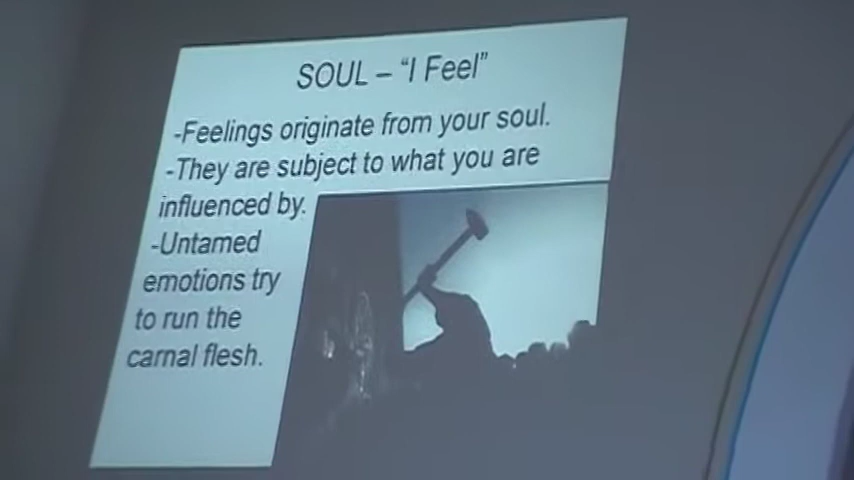 SOUL – “I Feel”
-Feelings originate from your soul.
-They are subject to what you are
influenced by.
-Untamed
emotions try
to run the
carnal flesh.